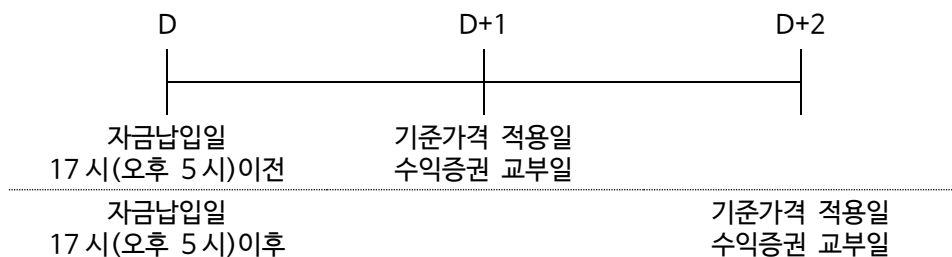 D D+1 D+2
자금납입일 기준가격 적용일
17 시(오후 5 시)이전 수익증권 교부일
자금납입일 기준가격 적용일
17 시(오후 5 시)이후 수익증권 교부일